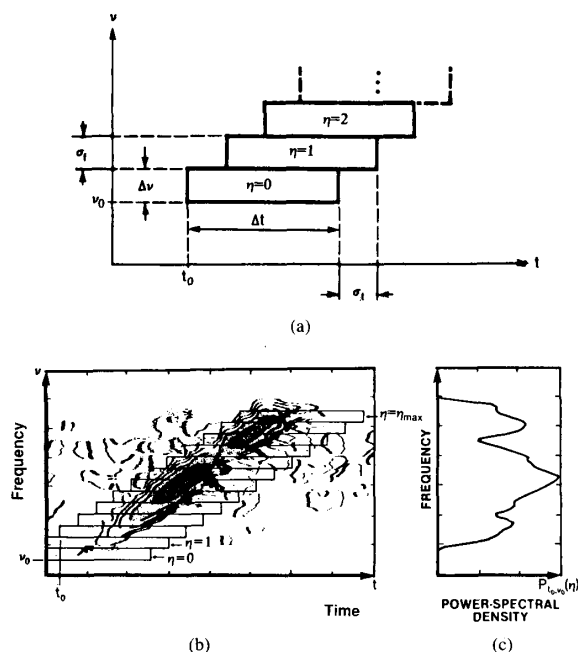 ν
η=2
η=1
η=0
σf
Δν
ν0
Δt
t0
t
σt
(a)
ν
Frequency
η=ηmax
η=1
η=0
ν0
t0
t
Time
(b)
FREQUENCY
Pt0,ν0(η)
POWER-SPECTRAL
DENSITY
(c)